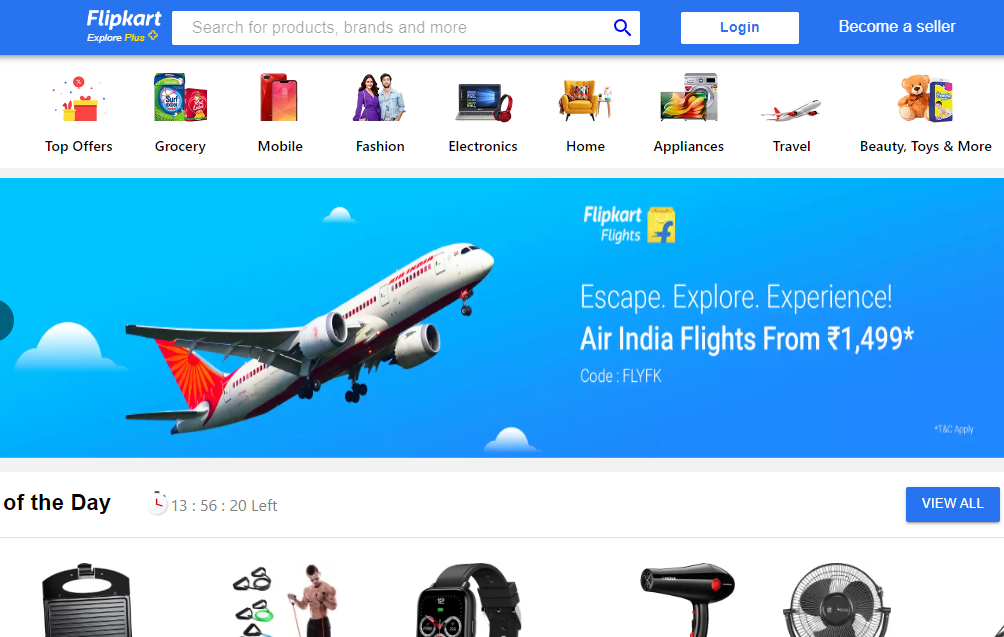 Flipkart
Explore Plus
Search for products, brands and more
Login
Become a seller
Top Offers
Grocery
Mobile
Fashion
Electronics
Home
Appliances
Travel
Beauty, Toys & More
Flipkart
Flights
AIR INDIA
Escape. Explore. Experience!
Air India Flights From ₹1,499*
Code : FLYFK
*T&C Apply
of the Day
13 : 56 : 20 Left
VIEW ALL